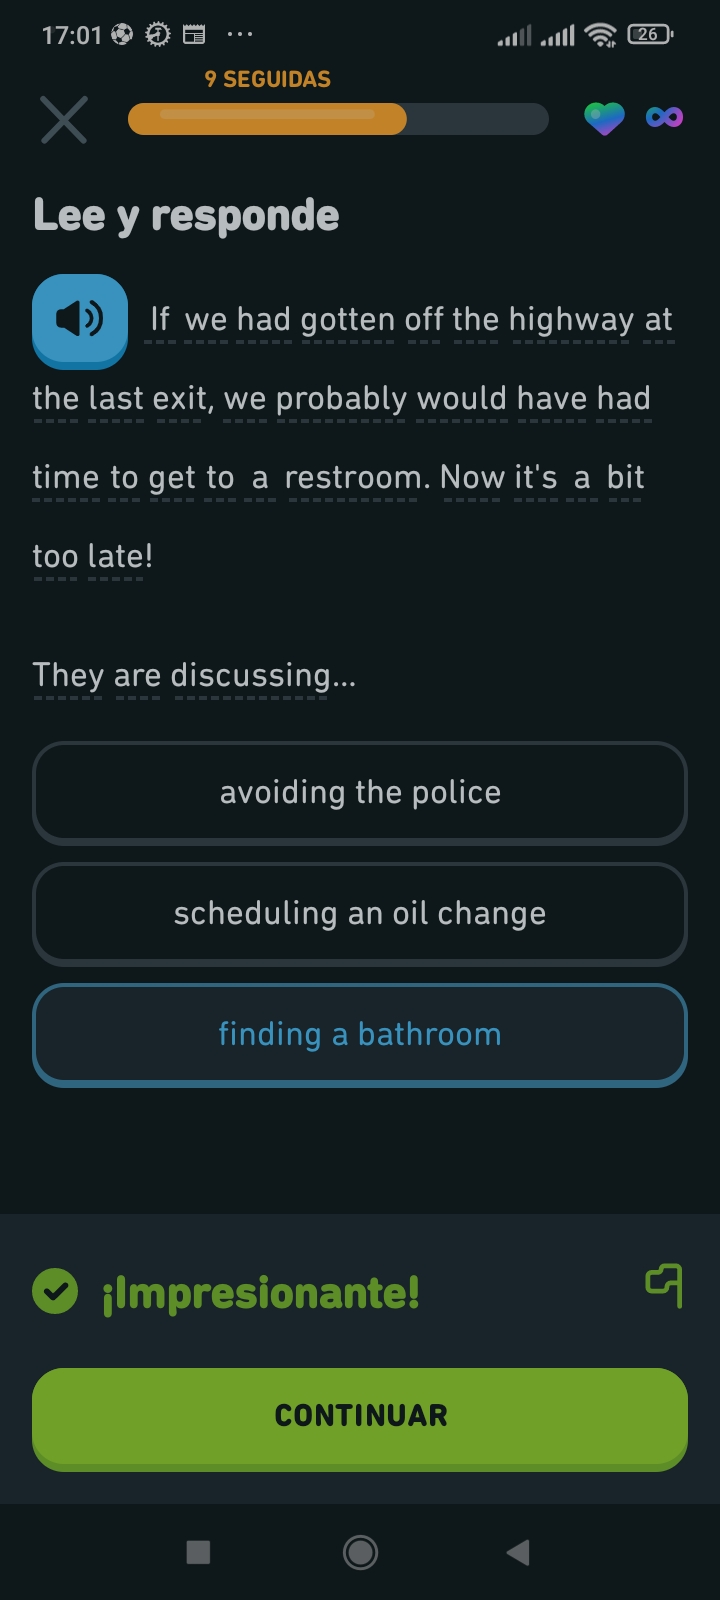 17:01
26
9 SEGUIDAS
Lee y responde
If we had gotten off the highway at
the last exit, we probably would have had
time to get to a restroom. Now it's a bit
too late!
They are discussing...
avoiding the police
scheduling an oil change
finding a bathroom
¡Impresionante!
CONTINUAR